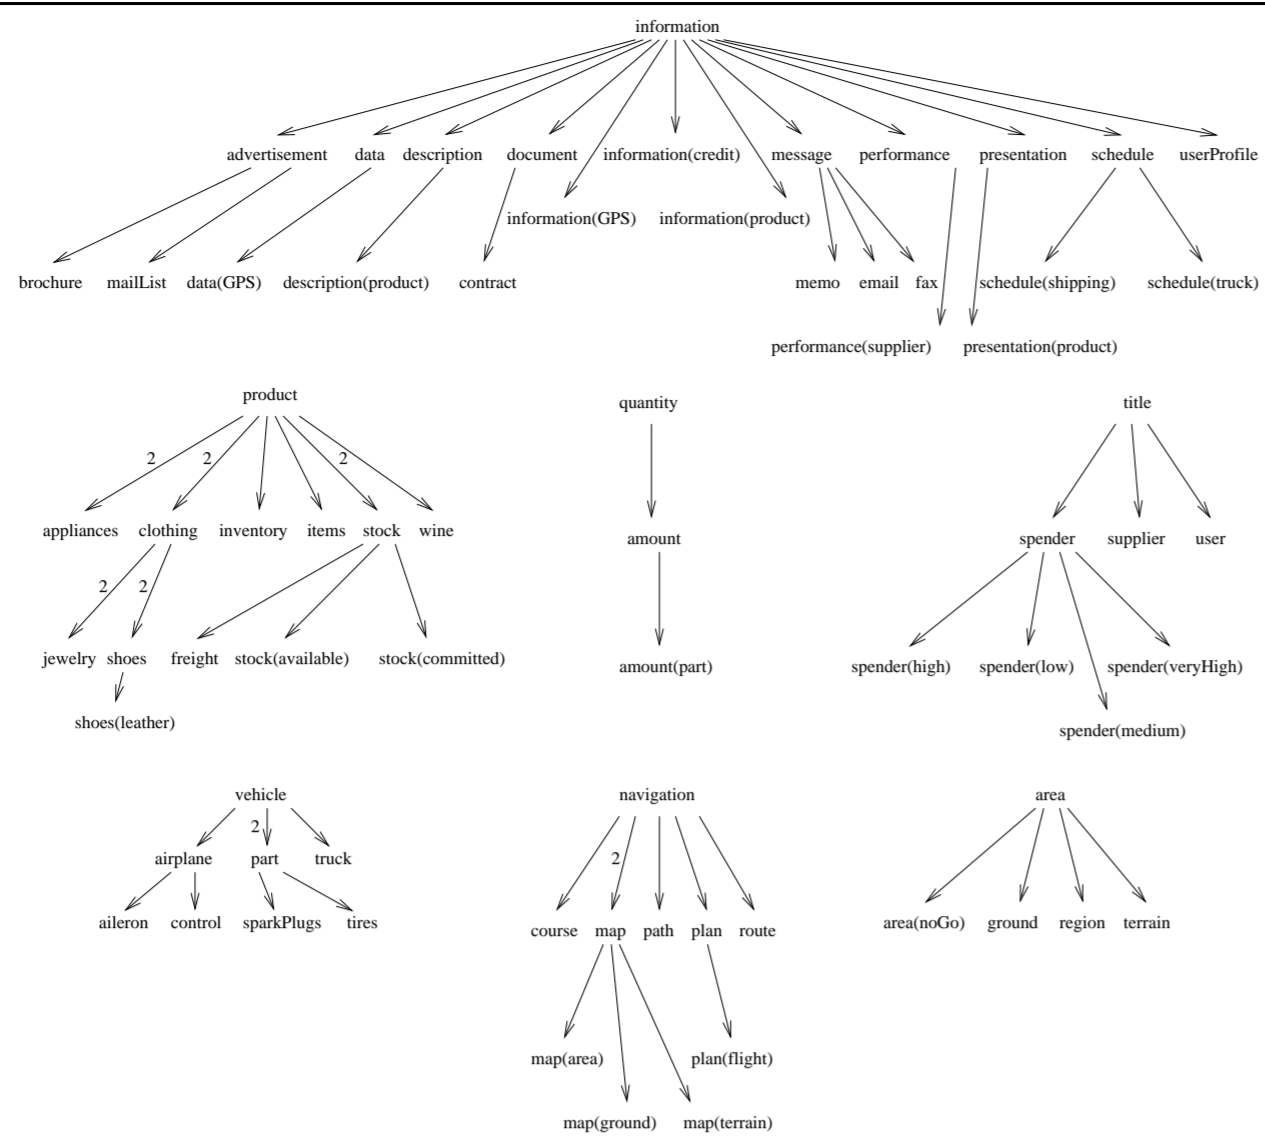 information
advertisement data description document information(credit) message performance presentation schedule userProfile
information(GPS) information(product)
brochure mailList data(GPS) description(product) contract memo email fax schedule(shipping) schedule(truck)
performance(supplier) presentation(product)
product quantity title
2 2 2
appliances clothing inventory items stock wine amount spender supplier user
2 2
jewelry shoes freight stock(available) stock(committed) amount(part) spender(high) spender(low) spender(veryHigh)
shoes(leather) spender(medium)
vehicle navigation area
2
airplane part truck 2
aileron control sparkPlugs tires course map path plan route area(noGo) ground region terrain
map(area) plan(flight)
map(ground) map(terrain)